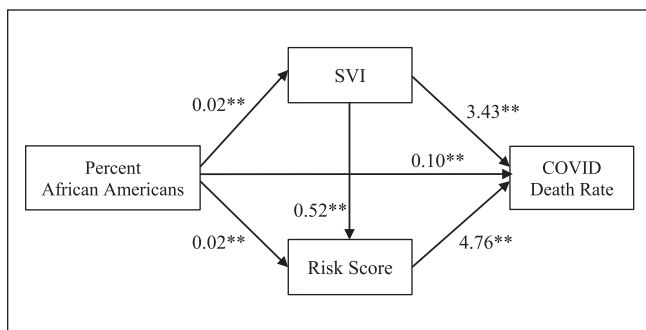 SVI
0.02**
3.43**
Percent
African Americans
0.10**
COVID
Death Rate
0.52**
0.02**
Risk Score
4.76**